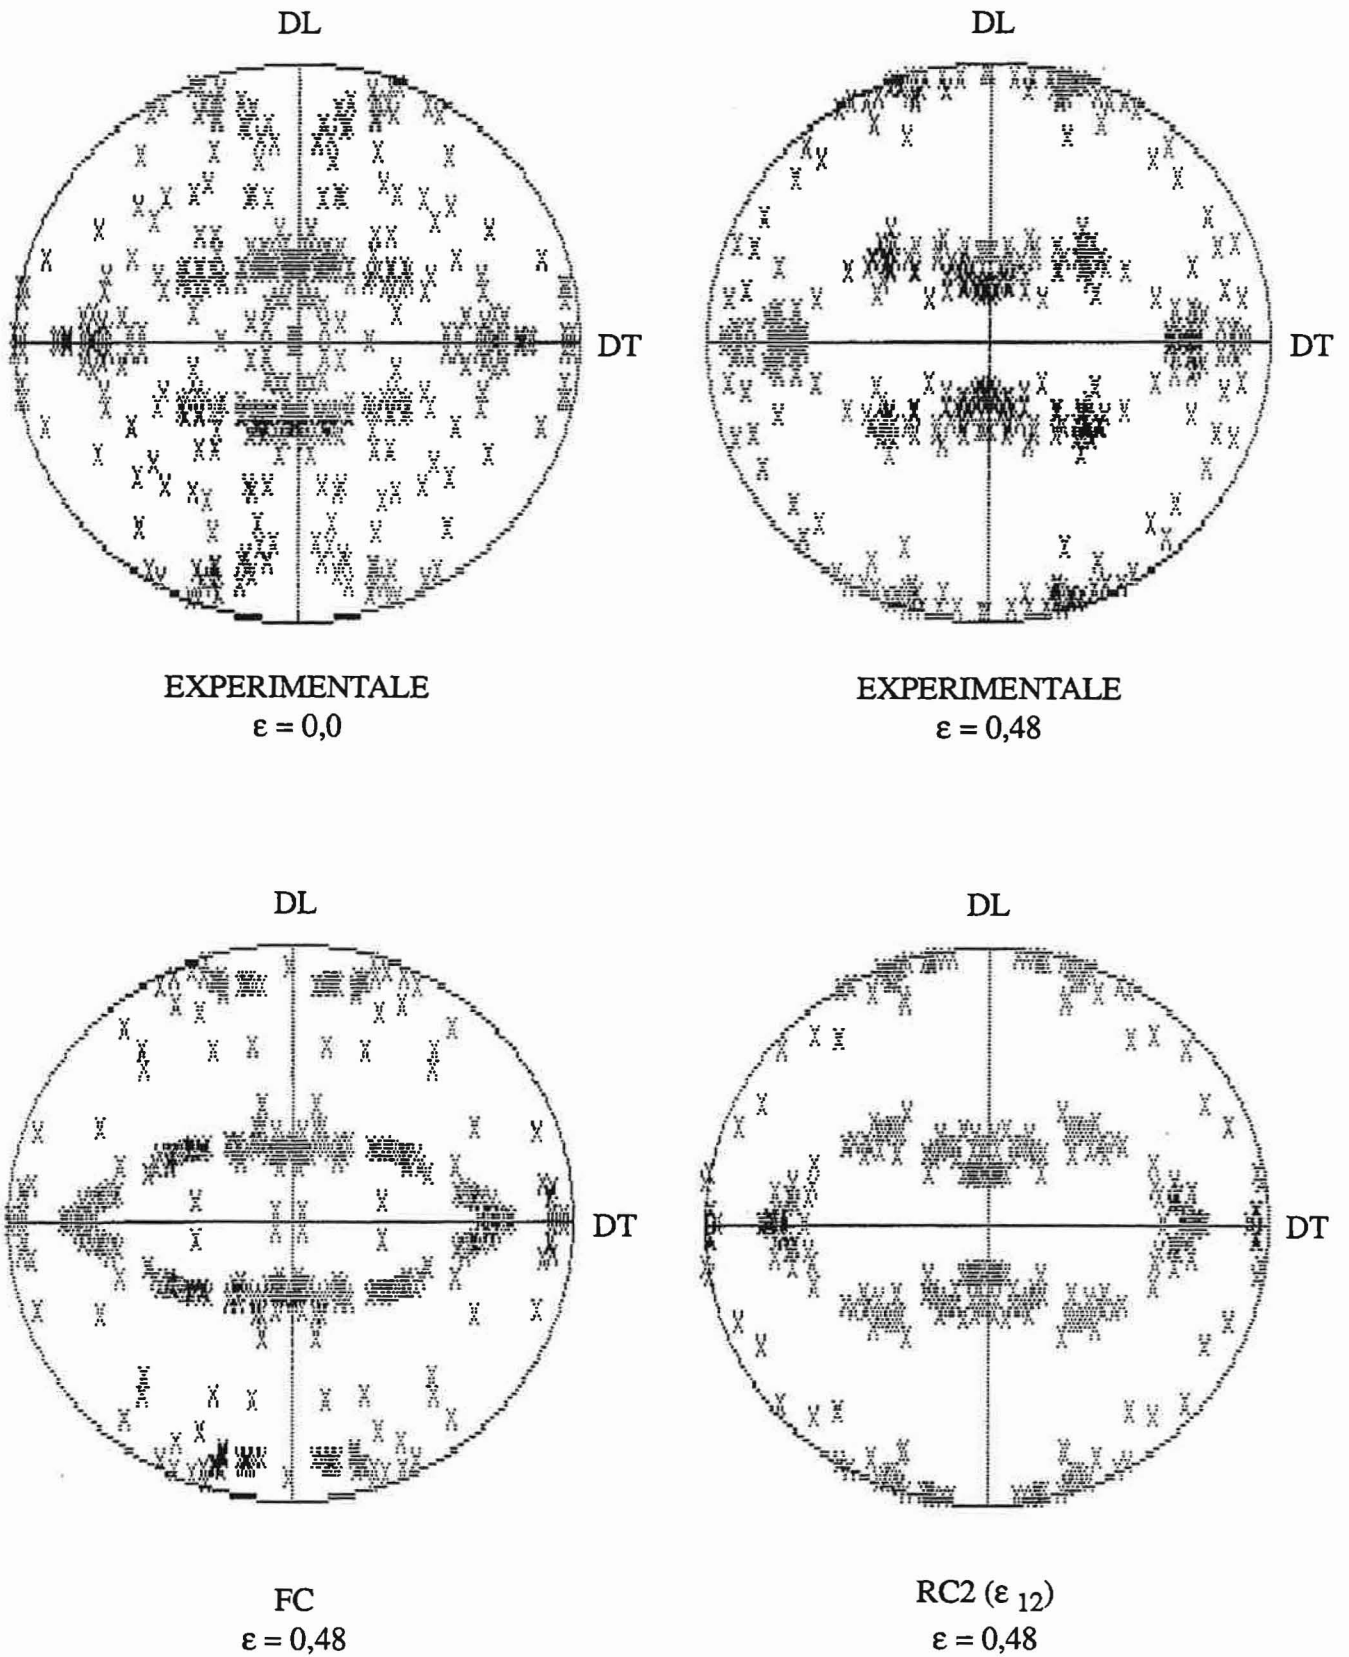 DL
DL
DT
DT
EXPERIMENTALE
ε = 0,0
EXPERIMENTALE
ε = 0,48
DL
DL
DT
DT
FC
ε = 0,48
RC2 (ε 12)
ε = 0,48